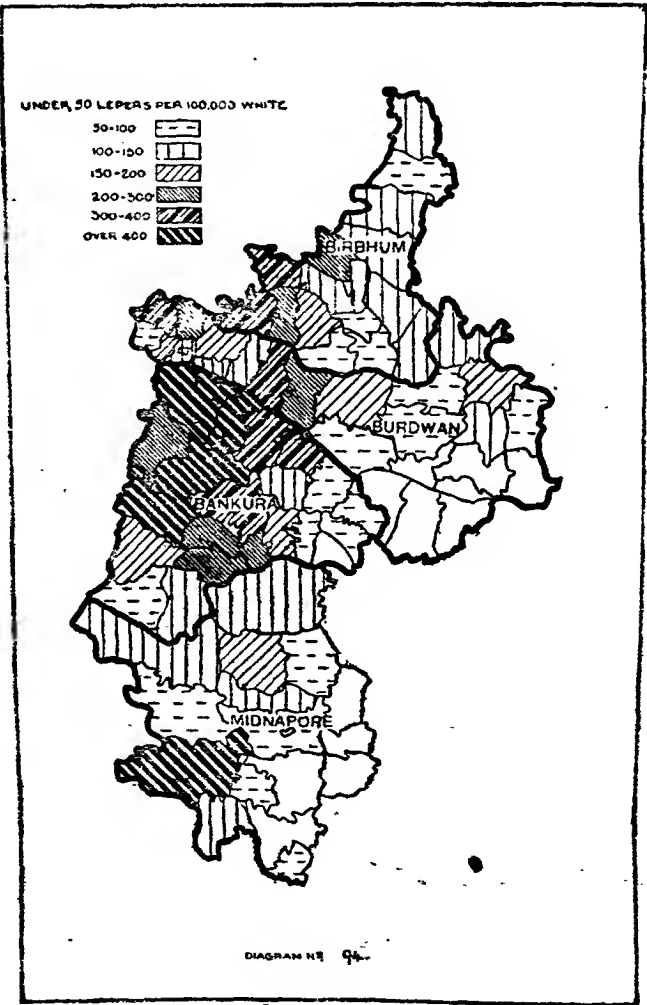 UNDER 50 LEPERS PER 100.000 WHITE
50-100
100-150
150-200
200-300
300-400
OVER 400
BIRBHUM
BURDWAN
BANKURA
MIDNAPORE
DIAGRAM Nº 94.